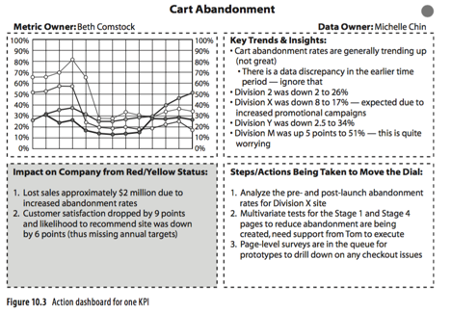 Cart Abandonment
Metric Owner: Beth Comstock
Data Owner: Michelle Chin
100% 100%
90% 90%
80% 80%
70% 70%
60% 60%
50% 50%
40% 40%
30% 30%
20% 20%
10% 10%
0% 0%
Key Trends & Insights:
• Cart abandonment rates are generally trending up
(not great)
• There is a data discrepancy in the earlier time
period — ignore that
• Division 2 was down 2 to 26%
• Division X was down 8 to 17% — expected due to
increased promotional campaigns
• Division Y was down 2.5 to 34%
• Division M was up 5 points to 51% — this is quite
worrying
Impact on Company from Red/Yellow Status:
1. Lost sales approximately $2 million due to
increased abandonment rates
2. Customer satisfaction dropped by 9 points
and likelihood to recommend site was down
by 6 points (thus missing annual targets)
Steps/Actions Being Taken to Move the Dial:
1. Analyze the pre- and post-launch abandonment
rates for Division X site
2. Multivariate tests for the Stage 1 and Stage 4
pages to reduce abandonment are being
created, need support from Tom to execute
3. Page-level surveys are in the queue for
prototypes to drill down on any checkout issues
Figure 10.3 Action dashboard for one KPI